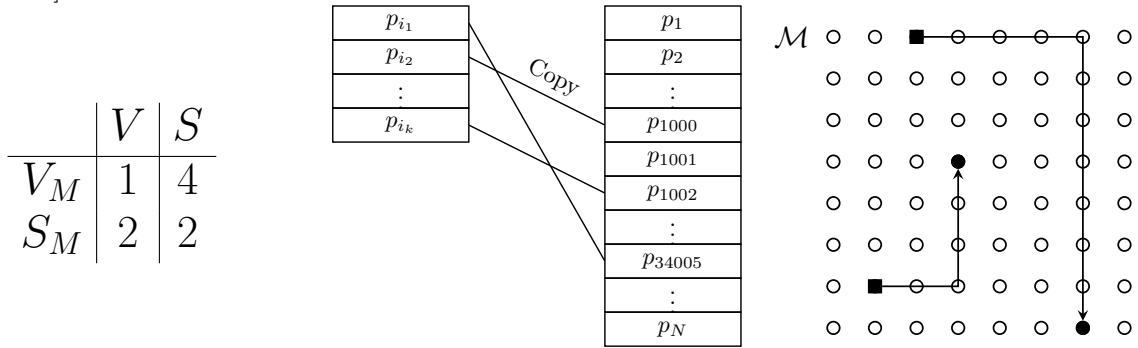 V S
V_M 1 4
S_M 2 2
p_{i_1}
p_{i_2}
⋮
p_{i_k}
Copy
p_1
p_2
⋮
p_{1000}
p_{1001}
p_{1002}
⋮
p_{34005}
⋮
p_N
ℳ